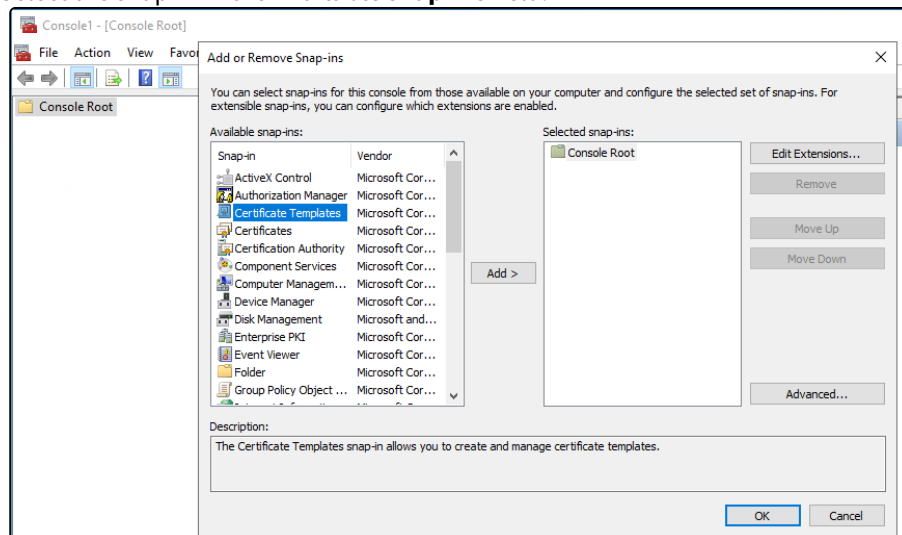 Console1 - [Console Root]
File Action View Favor
Add or Remove Snap-ins
Console Root
You can select snap-ins for this console from those available on your computer and configure the selected set of snap-ins. For
extensible snap-ins, you can configure which extensions are enabled.
Available snap-ins:
Selected snap-ins:
Snap-in Vendor
ActiveX Control Microsoft Cor...
Authorization Manager Microsoft Cor...
Certificate Templates Microsoft Cor...
Certificates Microsoft Cor...
Certification Authority Microsoft Cor...
Component Services Microsoft Cor...
Computer Managem... Microsoft Cor...
Device Manager Microsoft Cor...
Disk Management Microsoft and...
Enterprise PKI Microsoft Cor...
Event Viewer Microsoft Cor...
Folder Microsoft Cor...
Group Policy Object ... Microsoft Cor...
Add >
Console Root
Edit Extensions...
Remove
Move Up
Move Down
Advanced...
Description:
The Certificate Templates snap-in allows you to create and manage certificate templates.
OK Cancel